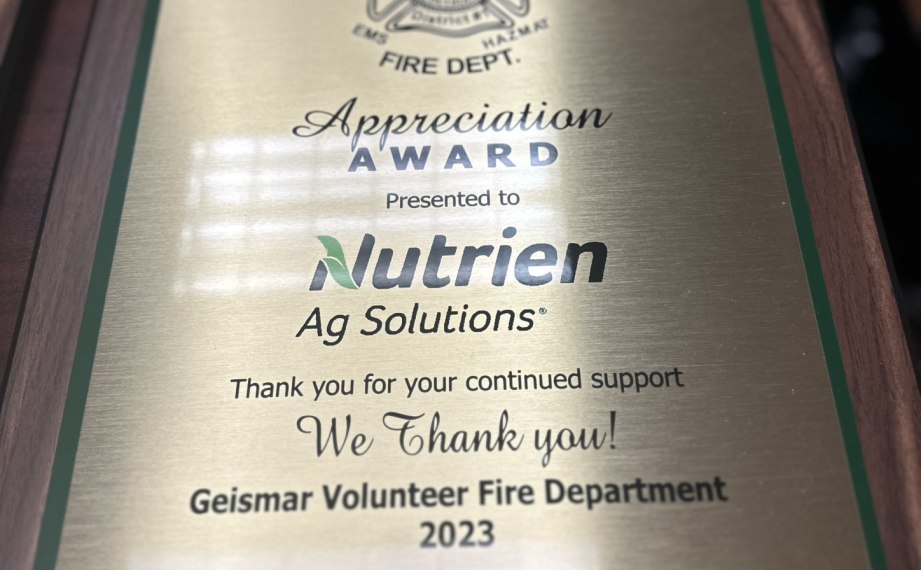 District #1
EMS HAZMAT
FIRE DEPT.
Appreciation
AWARD
Presented to
Nutrien
Ag Solutions®
Thank you for your continued support
We Thank you!
Geismar Volunteer Fire Department
2023